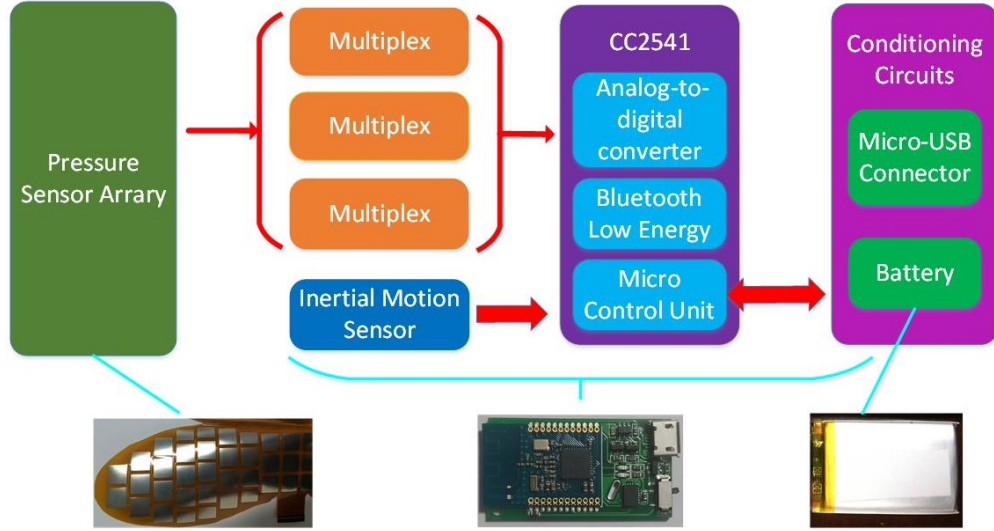 Pressure
Sensor Arrary
Multiplex
Multiplex
Multiplex
Inertial Motion
Sensor
CC2541
Analog-to-
digital
converter
Bluetooth
Low Energy
Micro
Control Unit
Conditioning
Circuits
Micro-USB
Connector
Battery